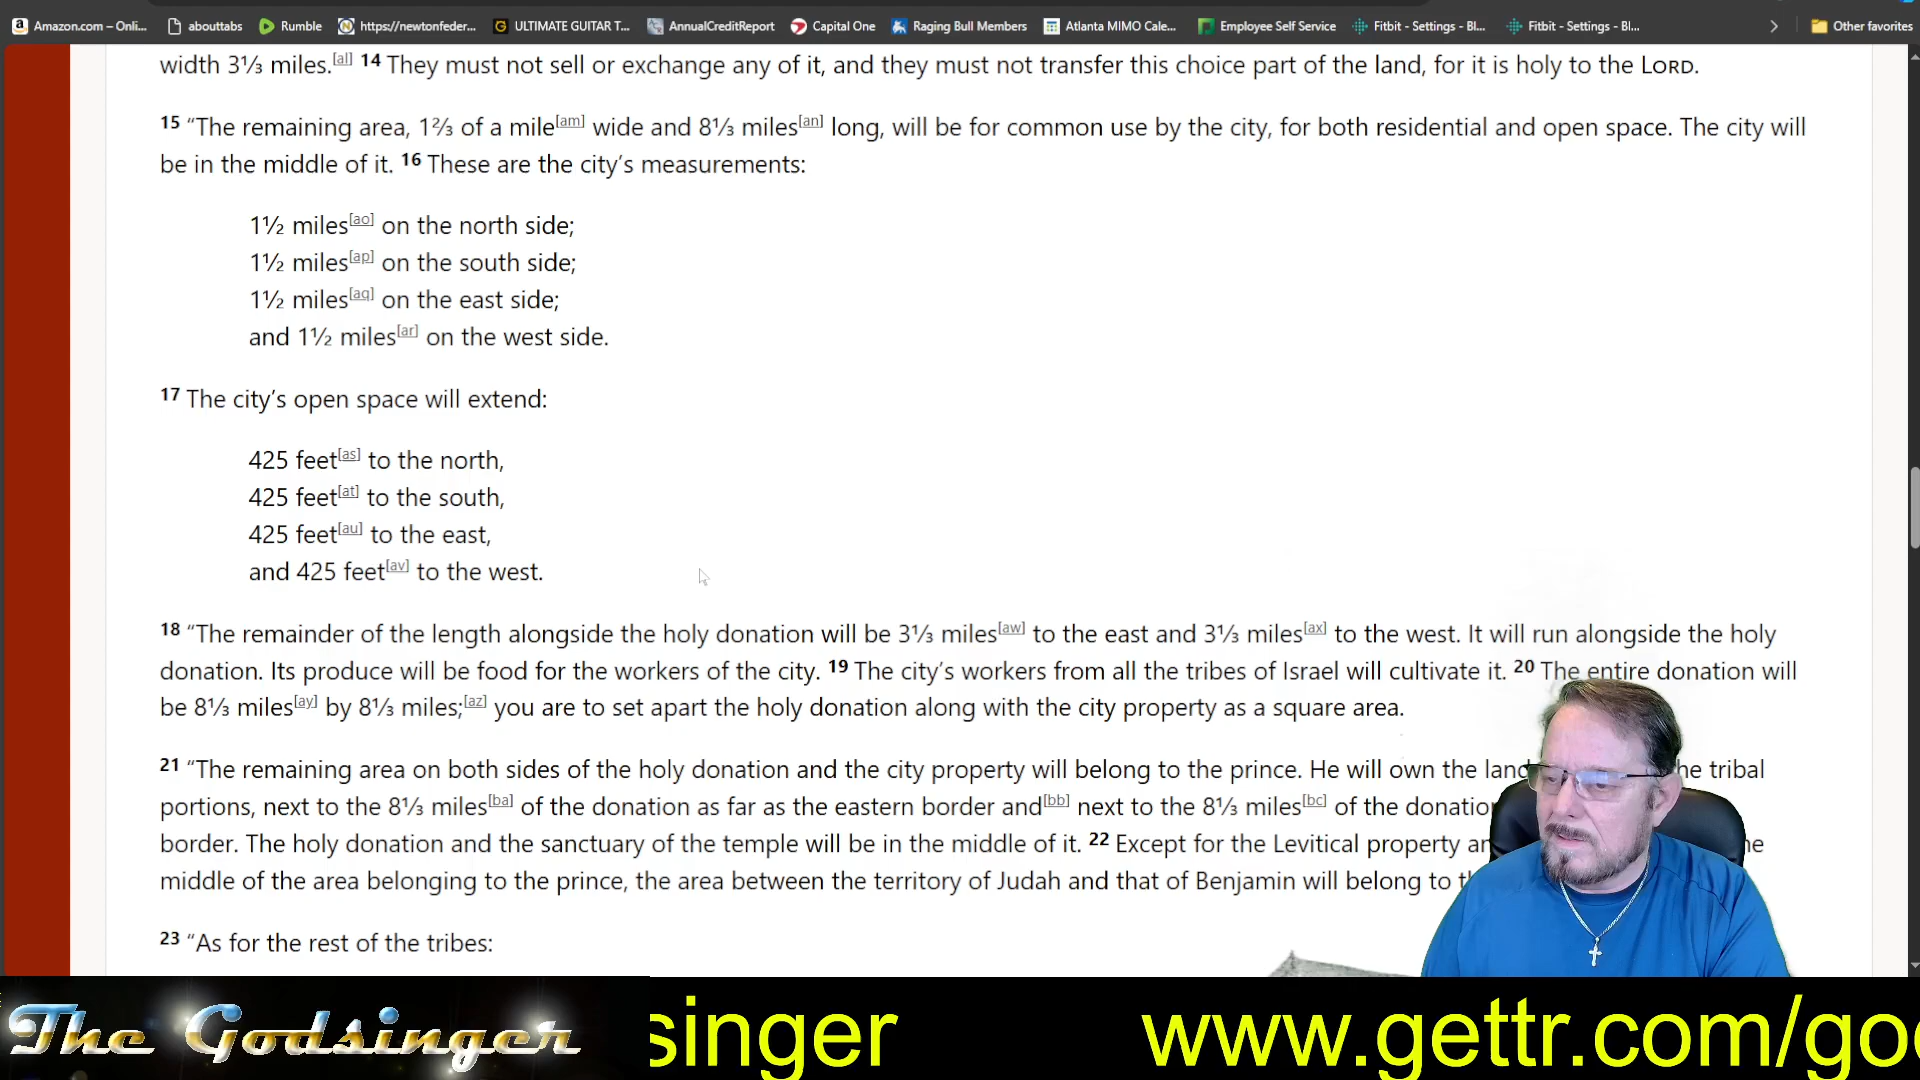 Amazon.com – Onli...
abouttabs
Rumble
https://newtonfeder...
ULTIMATE GUITAR T...
AnnualCreditReport
Capital One
Raging Bull Members
Atlanta MIMO Cale...
Employee Self Service
Fitbit - Settings - Bl...
Fitbit - Settings - Bl...
Other favorites
width 3⅓ miles.[al] 14 They must not sell or exchange any of it, and they must not transfer this choice part of the land, for it is holy to the LORD.
15 “The remaining area, 1⅔ of a mile[am] wide and 8⅓ miles[an] long, will be for common use by the city, for both residential and open space. The city will
be in the middle of it. 16 These are the city’s measurements:
1½ miles[ao] on the north side;
1½ miles[ap] on the south side;
1½ miles[aq] on the east side;
and 1½ miles[ar] on the west side.
17 The city’s open space will extend:
425 feet[as] to the north,
425 feet[at] to the south,
425 feet[au] to the east,
and 425 feet[av] to the west.
18 “The remainder of the length alongside the holy donation will be 3⅓ miles[aw] to the east and 3⅓ miles[ax] to the west. It will run alongside the holy
donation. Its produce will be food for the workers of the city. 19 The city’s workers from all the tribes of Israel will cultivate it. 20 The entire donation will
be 8⅓ miles[ay] by 8⅓ miles;[az] you are to set apart the holy donation along with the city property as a square area.
21 “The remaining area on both sides of the holy donation and the city property will belong to the prince. He will own the land he tribal
portions, next to the 8⅓ miles[ba] of the donation as far as the eastern border and[bb] next to the 8⅓ miles[bc] of the donatio
border. The holy donation and the sanctuary of the temple will be in the middle of it. 22 Except for the Levitical property an he
middle of the area belonging to the prince, the area between the territory of Judah and that of Benjamin will belong to t
23 “As for the rest of the tribes:
The Godsinger
singer www.gettr.com/go